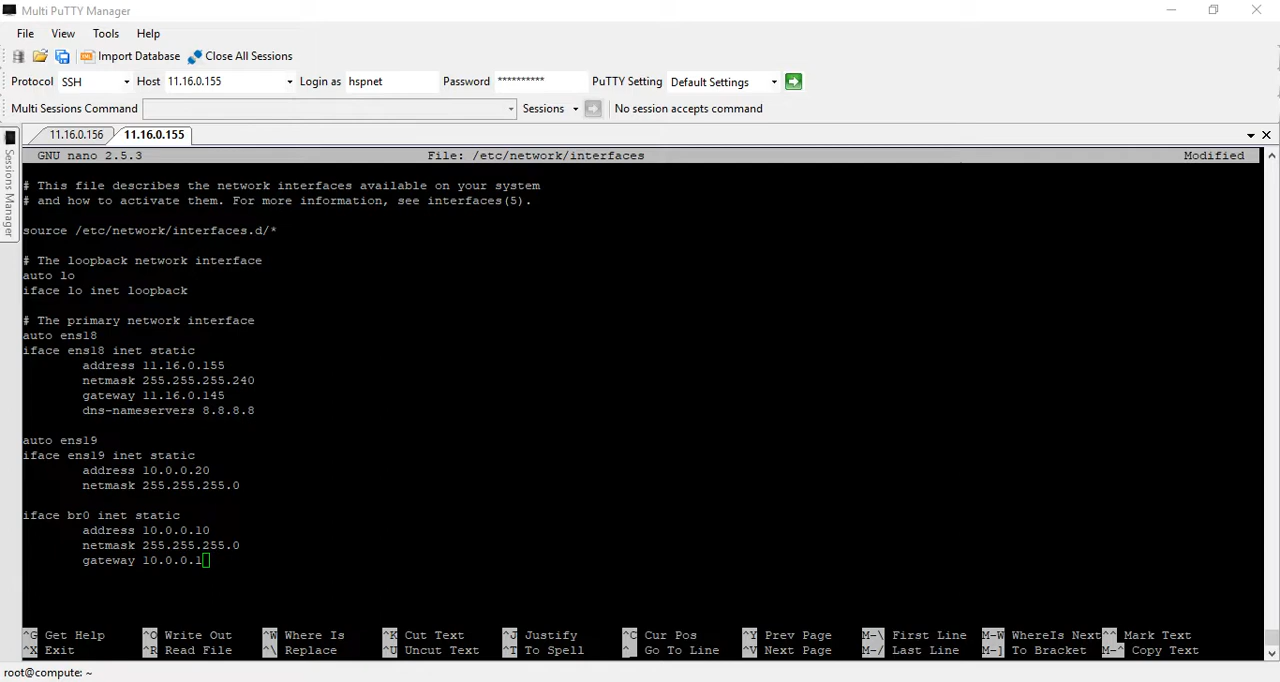 Multi PuTTY Manager
File View Tools Help
Import Database Close All Sessions
Protocol SSH Host 11.16.0.155 Login as hspnet Password ********** PuTTY Setting Default Settings
Multi Sessions Command Sessions No session accepts command
11.16.0.156 11.16.0.155
Sessions Manager
GNU nano 2.5.3 File: /etc/network/interfaces Modified
# This file describes the network interfaces available on your system
# and how to activate them. For more information, see interfaces(5).
source /etc/network/interfaces.d/*
# The loopback network interface
auto lo
iface lo inet loopback
# The primary network interface
auto ens18
iface ens18 inet static
address 11.16.0.155
netmask 255.255.255.240
gateway 11.16.0.145
dns-nameservers 8.8.8.8
auto ens19
iface ens19 inet static
address 10.0.0.20
netmask 255.255.255.0
iface br0 inet static
address 10.0.0.10
netmask 255.255.255.0
gateway 10.0.0.1
^G Get Help ^O Write Out ^W Where Is ^K Cut Text ^J Justify ^C Cur Pos ^Y Prev Page M-\ First Line M-W WhereIs Next ^^ Mark Text
^X Exit ^R Read File ^\ Replace ^U Uncut Text ^T To Spell ^_ Go To Line ^V Next Page M-/ Last Line M-] To Bracket M-^ Copy Text
root@compute: ~